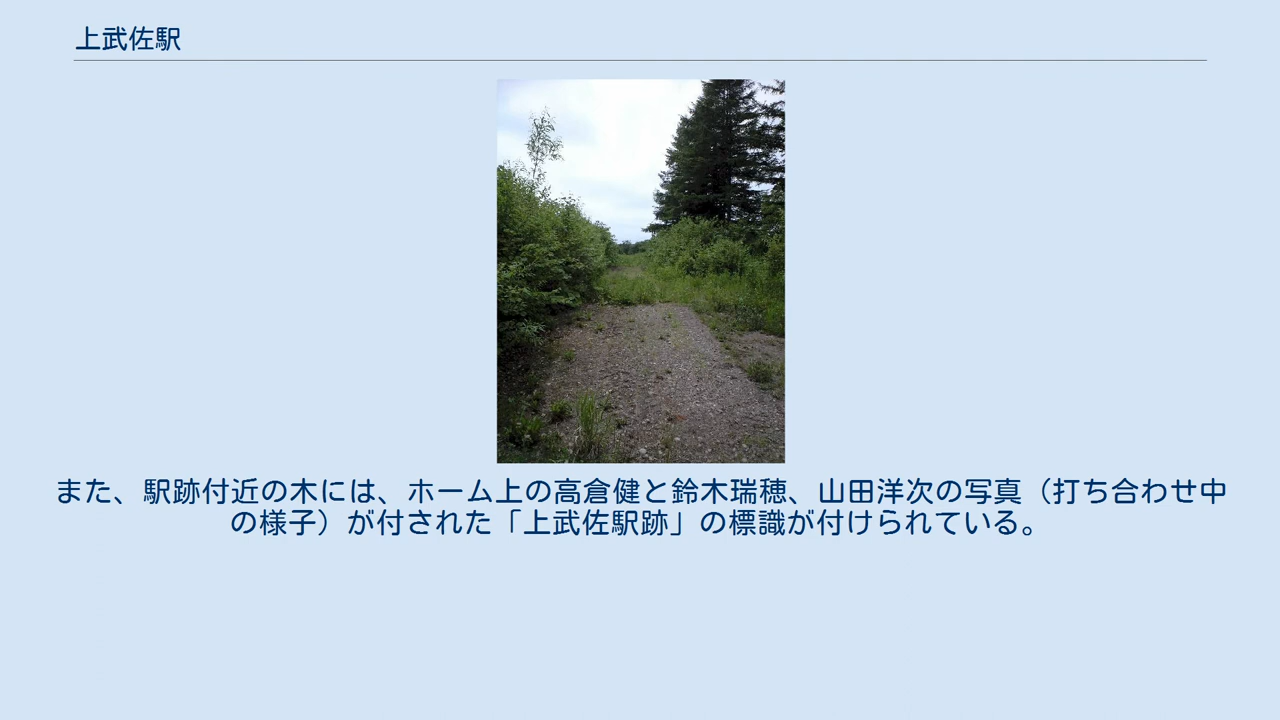 上武佐駅
また、駅跡付近の木には、ホーム上の高倉健と鈴木瑞穂、山田洋次の写真（打ち合わせ中
の様子）が付された「上武佐駅跡」の標識が付けられている。